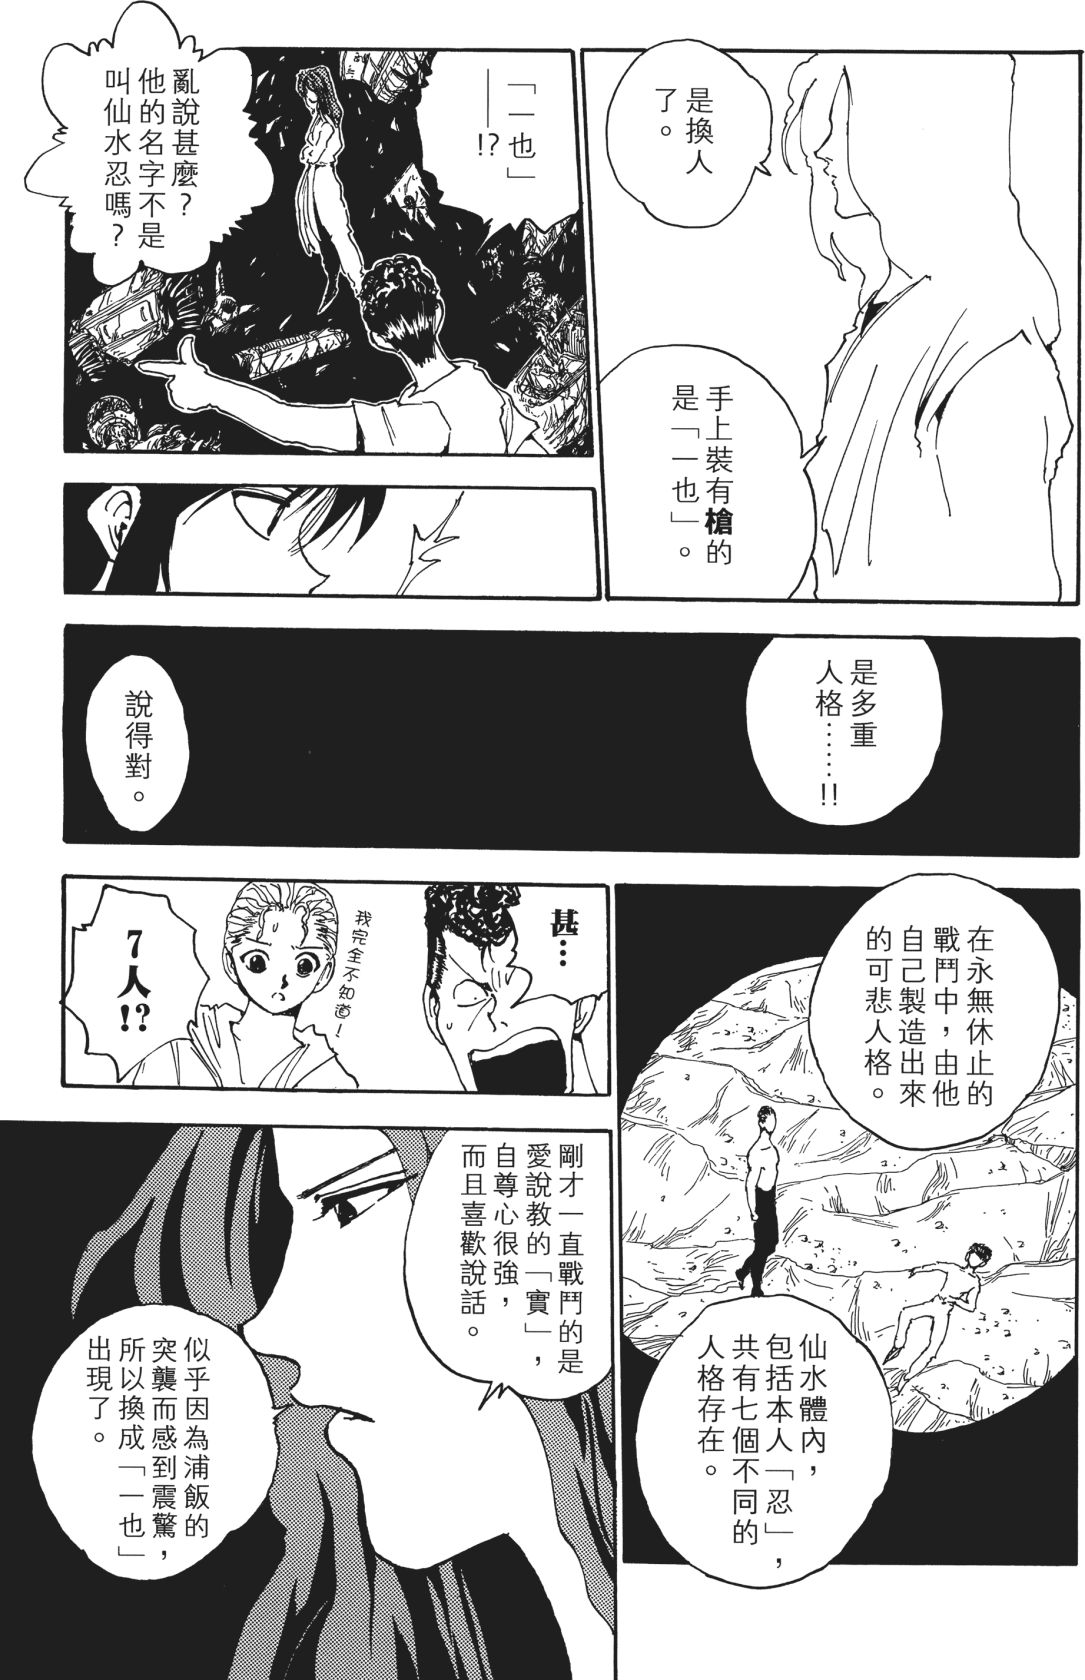 是換人
了。
手上裝有槍的
是「一也」。
「一也」
——!?
亂說甚麼？
他的名字不是
叫仙水忍嗎？
是多重
人格……!!
說得對。
在永無休止的
戰鬥中，由他
自己製造出來
的可悲人格。
仙水體內，
包括本人「忍」，
共有七個不同的
人格存在。
甚…
我完全不知道！
7人!?
剛才一直戰鬥的是
愛說教的「實」，
自尊心很強，
而且喜歡說話。
似乎因為浦飯的
突襲而感到震驚，
所以換成「一也」
出現了。